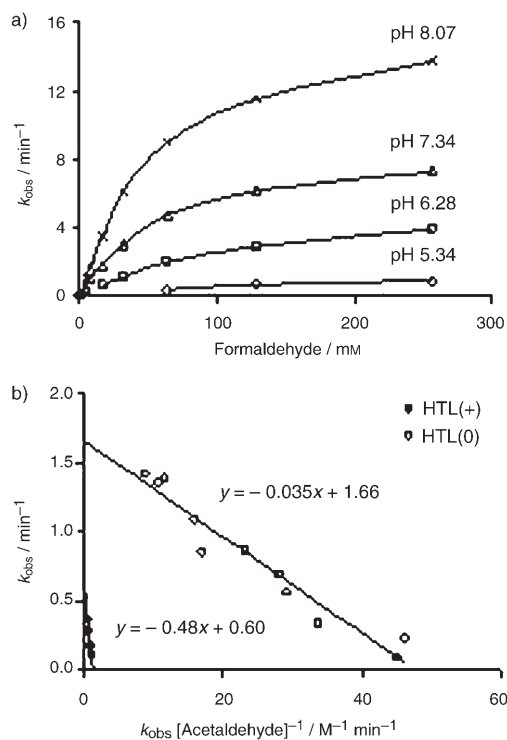 a)
16
12
8
4
0
k_obs / min⁻¹
pH 8.07
pH 7.34
pH 6.28
pH 5.34
0
100
200
300
Formaldehyde / mM
b)
2.0
1.5
1.0
0.5
0.0
k_obs / min⁻¹
HTL(+)
HTL(0)
y = − 0.035x + 1.66
y = − 0.48x + 0.60
0
20
40
60
k_obs [Acetaldehyde]⁻¹ / M⁻¹ min⁻¹